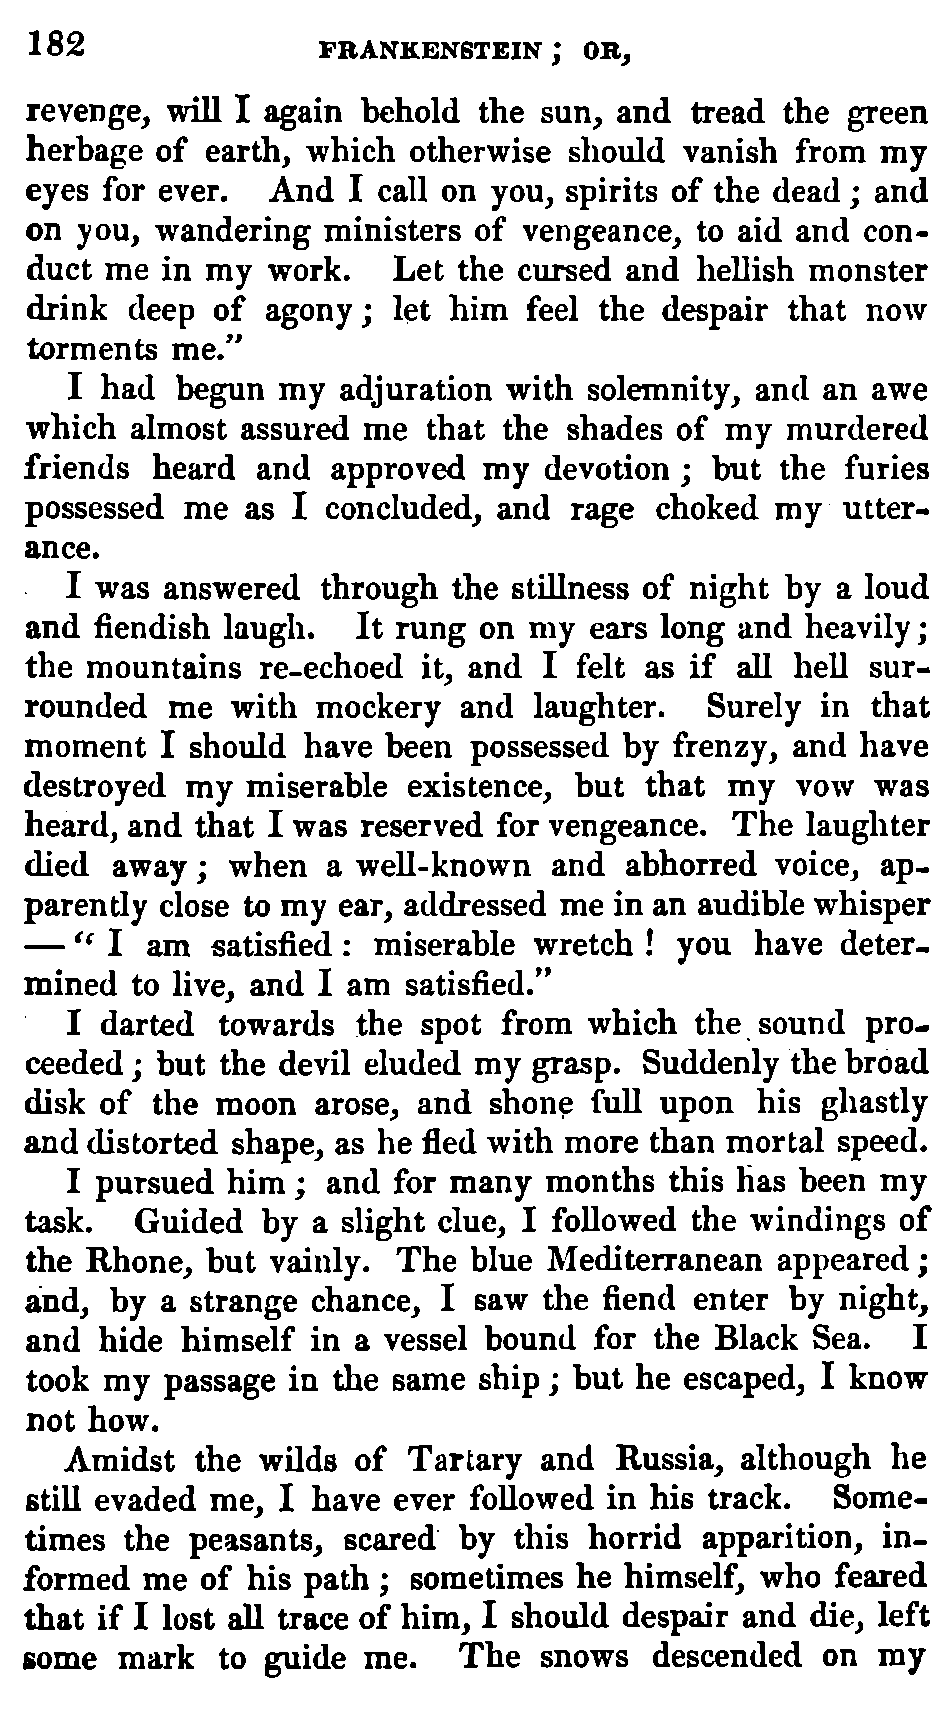 182 FRANKENSTEIN ; OR,
revenge, will I again behold the sun, and tread the green
herbage of earth, which otherwise should vanish from my
eyes for ever. And I call on you, spirits of the dead ; and
on you, wandering ministers of vengeance, to aid and con-
duct me in my work. Let the cursed and hellish monster
drink deep of agony ; let him feel the despair that now
torments me.”
I had begun my adjuration with solemnity, and an awe
which almost assured me that the shades of my murdered
friends heard and approved my devotion ; but the furies
possessed me as I concluded, and rage choked my utter-
ance.
I was answered through the stillness of night by a loud
and fiendish laugh. It rung on my ears long and heavily ;
the mountains re-echoed it, and I felt as if all hell sur-
rounded me with mockery and laughter. Surely in that
moment I should have been possessed by frenzy, and have
destroyed my miserable existence, but that my vow was
heard, and that I was reserved for vengeance. The laughter
died away ; when a well-known and abhorred voice, ap-
parently close to my ear, addressed me in an audible whisper
— “ I am satisfied : miserable wretch ! you have deter-
mined to live, and I am satisfied.”
I darted towards the spot from which the sound pro-
ceeded ; but the devil eluded my grasp. Suddenly the broad
disk of the moon arose, and shone full upon his ghastly
and distorted shape, as he fled with more than mortal speed.
I pursued him ; and for many months this has been my
task. Guided by a slight clue, I followed the windings of
the Rhone, but vainly. The blue Mediterranean appeared ;
and, by a strange chance, I saw the fiend enter by night,
and hide himself in a vessel bound for the Black Sea. I
took my passage in the same ship ; but he escaped, I know
not how.
Amidst the wilds of Tartary and Russia, although he
still evaded me, I have ever followed in his track. Some-
times the peasants, scared by this horrid apparition, in-
formed me of his path ; sometimes he himself, who feared
that if I lost all trace of him, I should despair and die, left
some mark to guide me. The snows descended on my